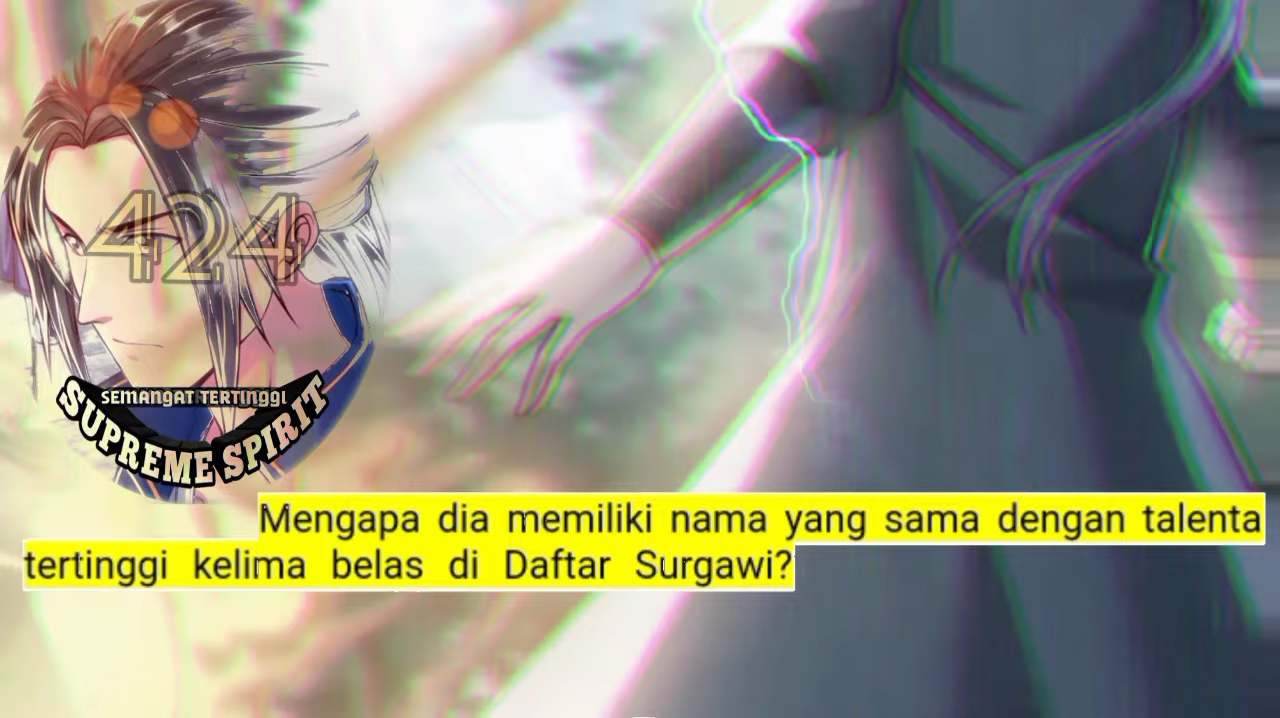 424
SEMANGAT TERTINGGI
SUPREME SPIRIT
Mengapa dia memiliki nama yang sama dengan talenta
tertinggi kelima belas di Daftar Surgawi?